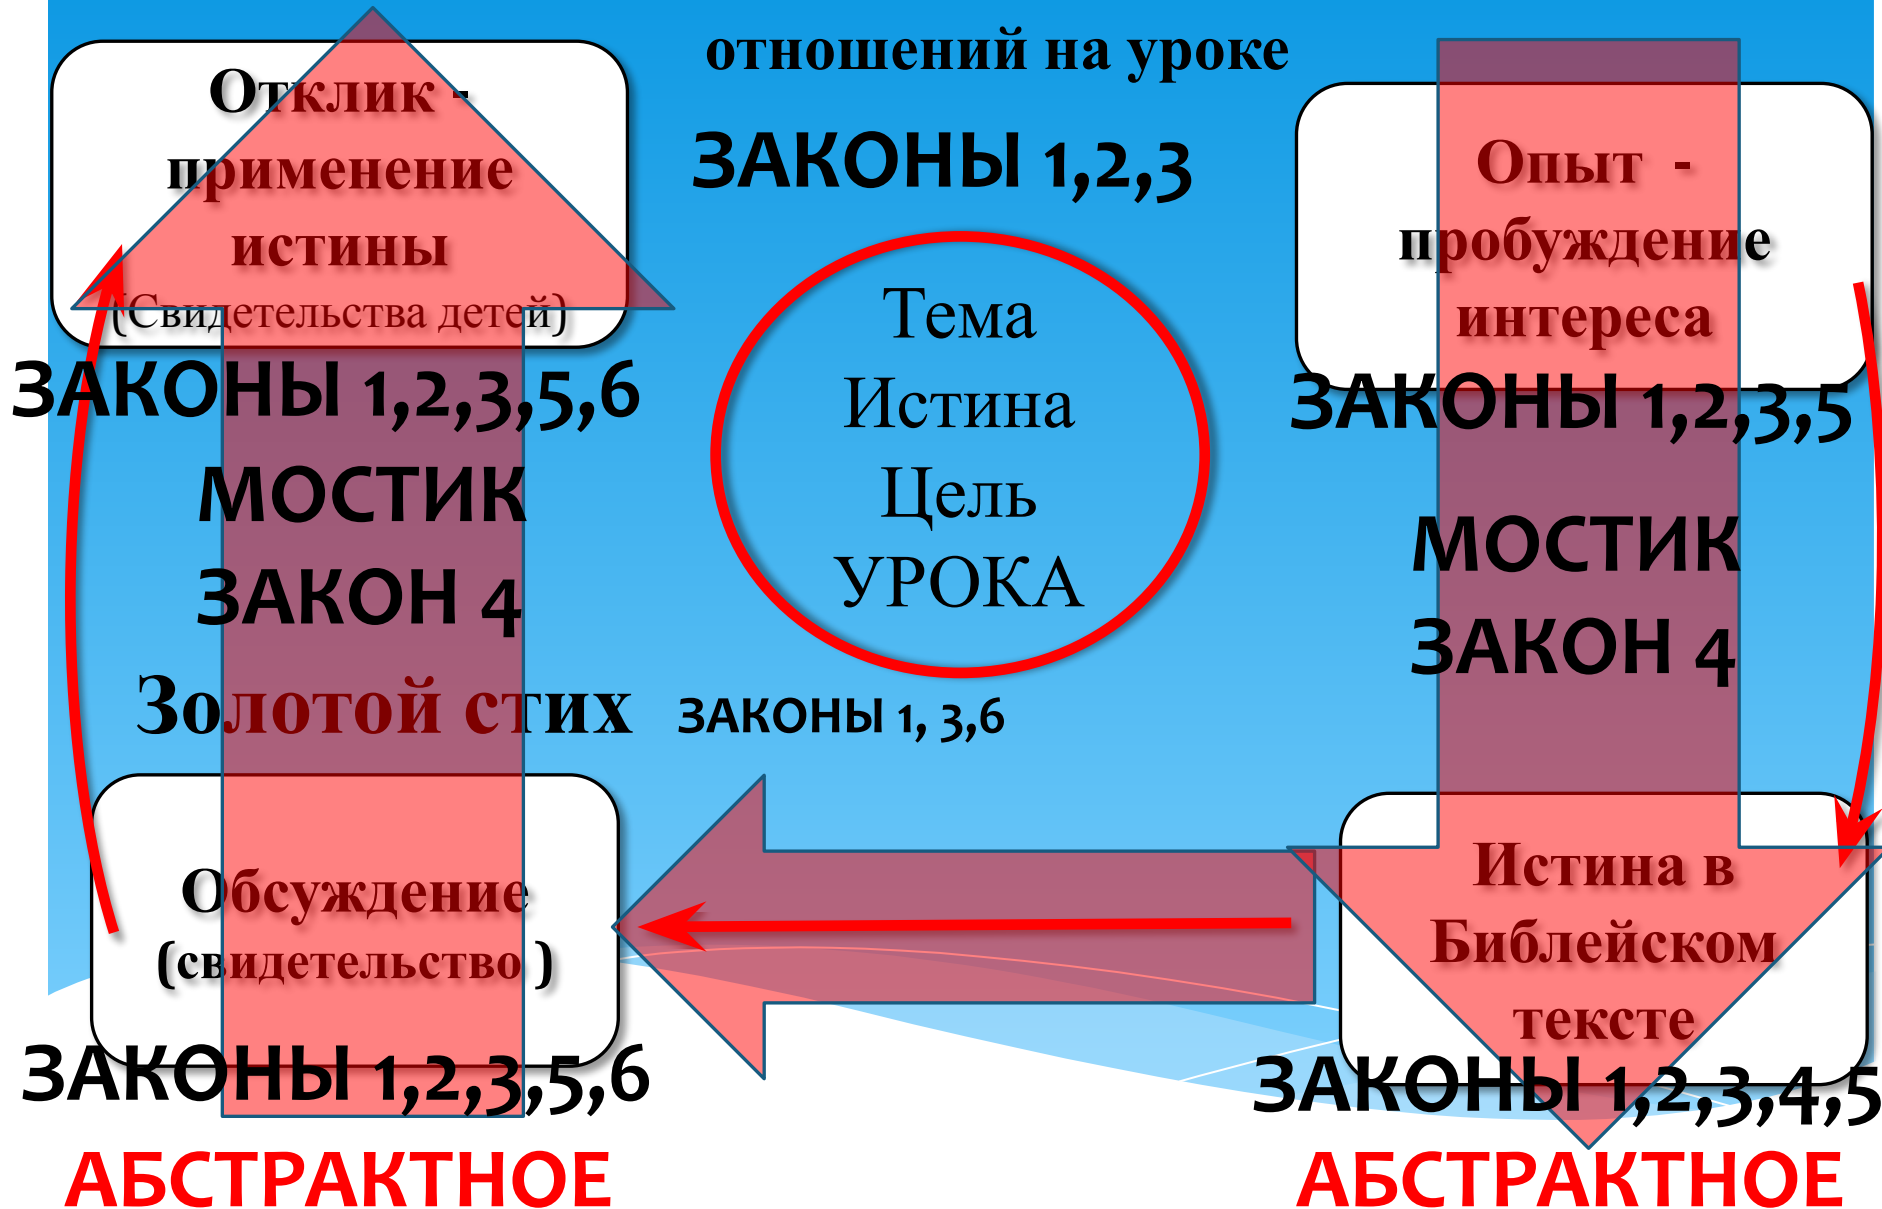 отношений на уроке
ЗАКОНЫ 1,2,3
Отклик -
применение
истины
(Свидетельства детей)
ЗАКОНЫ 1,2,3,5,6
МОСТИК
ЗАКОН 4
Золотой стих
ЗАКОНЫ 1, 3,6
Тема
Истина
Цель
УРОКА
Опыт -
пробуждение
интереса
ЗАКОНЫ 1,2,3,5
МОСТИК
ЗАКОН 4
Обсуждение
(свидетельство )
ЗАКОНЫ 1,2,3,5,6
АБСТРАКТНОЕ
Истина в
Библейском
тексте
ЗАКОНЫ 1,2,3,4,5
АБСТРАКТНОЕ